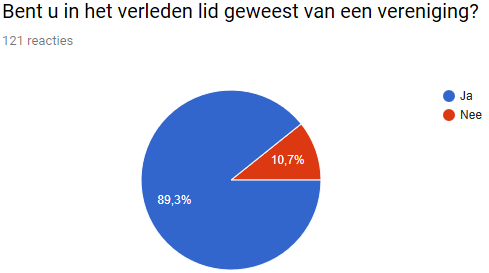 Bent u in het verleden lid geweest van een vereniging?
121 reacties
Ja
Nee
10,7%
89,3%